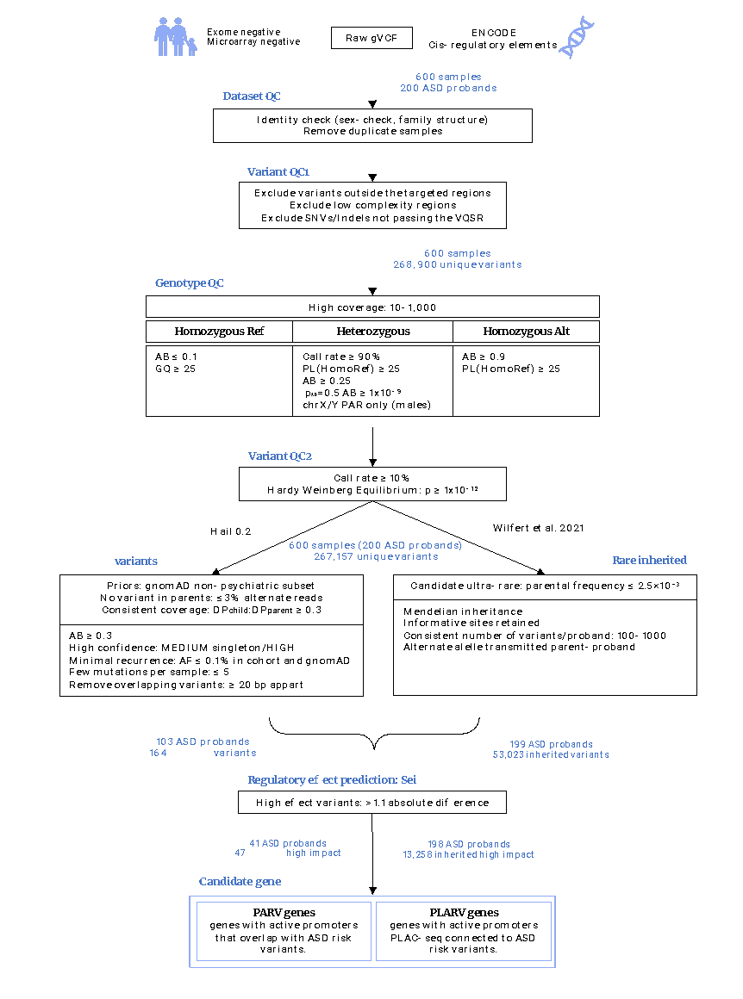 Exome negative
Microarray negative
Raw gVCF
ENCODE
Cis- regulatory elements
600 samples
200 ASD probands
Dataset QC
Identity check (sex- check, family structure)
Remove duplicate samples
Variant QC1
Exclude variants outside the targeted regions
Exclude low complexity regions
Exclude SNVs/Indels not passing the VQSR
600 samples
268,900 unique variants
Genotype QC
High coverage: 10- 1,000
Homozygous Ref
Heterozygous
Homozygous Alt
AB ≤ 0.1
GQ ≥ 25
Call rate ≥ 90%
PL(HomoRef) ≥ 25
AB ≥ 0.25
pAB=0.5 AB ≥ 1x10⁻⁹
chrX/Y PAR only (males)
AB ≥ 0.9
PL(HomoRef) ≥ 25
Variant QC2
Call rate ≥ 10%
Hardy Weinberg Equilibrium: p ≥ 1x10⁻¹²
Hail 0.2
Wilfert et al. 2021
600 samples (200 ASD probands)
267,157 unique variants
variants
Priors: gnomAD non- psychiatric subset
No variant in parents: ≤3% alternate reads
Consistent coverage: DPchild:DPparent ≥ 0.3
AB ≥ 0.3
High confidence: MEDIUM singleton/HIGH
Minimal recurrence: AF ≤ 0.1% in cohort and gnomAD
Few mutations per sample: ≤ 5
Remove overlapping variants: ≥ 20 bp appart
Rare inherited
Candidate ultra- rare: parental frequency ≤ 2.5×10⁻³
Mendelian inheritance
Informative sites retained
Consistent number of variants/proband: 100- 1000
Alternate alelle transmitted parent- proband
103 ASD probands
164 variants
199 ASD probands
53,023 inherited variants
Regulatory ef ect prediction: Sei
High ef ect variants: >1.1 absolute dif erence
41 ASD probands
47 high impact
198 ASD probands
13,258 inherited high impact
Candidate gene
PARV genes
genes with active promoters
that overlap with ASD risk
variants.
PLARV genes
genes with active promoters
PLAC- seq connected to ASD
risk variants.